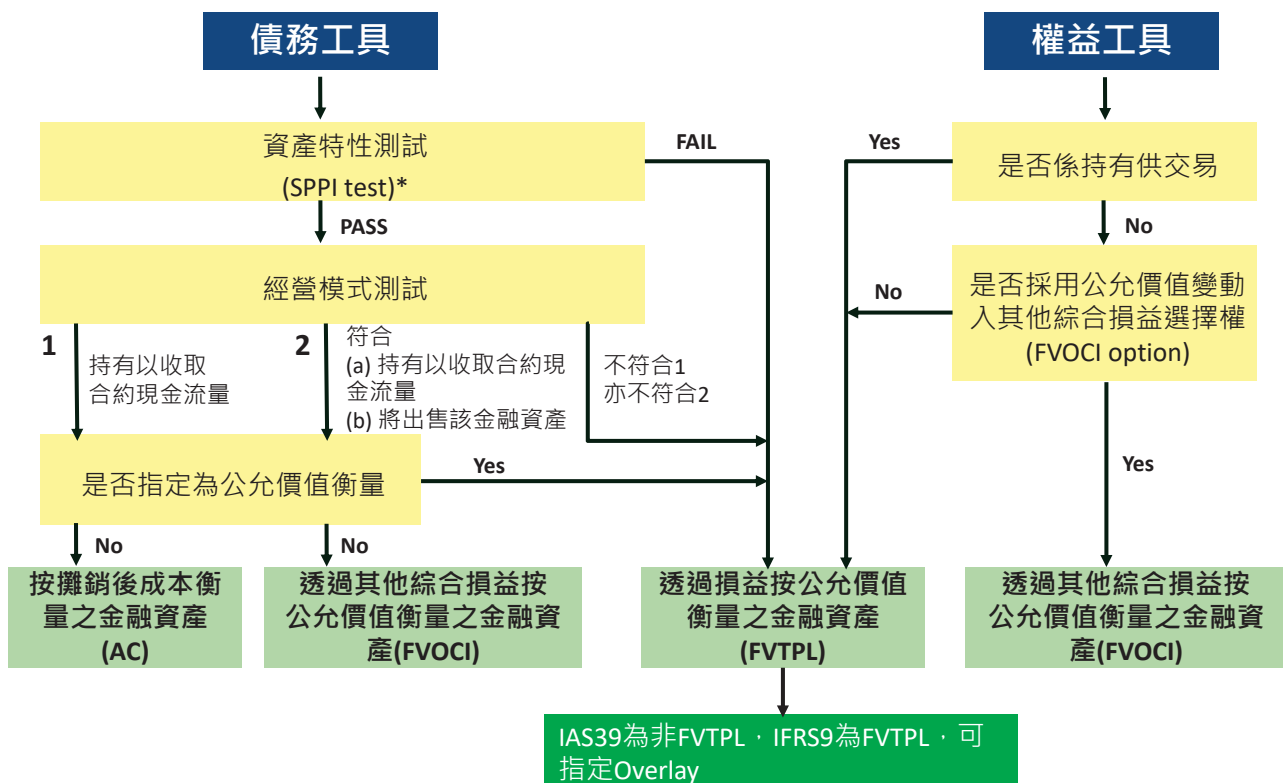 債務工具
權益工具
資產特性測試
(SPPI test)*
FAIL
Yes
是否係持有供交易
PASS
No
經營模式測試
是否採用公允價值變動
入其他綜合損益選擇權
(FVOCI option)
No
1
持有以收取
合約現金流量
2
符合
(a) 持有以收取合約現
金流量
(b) 將出售該金融資產
不符合1
亦不符合2
是否指定為公允價值衡量
Yes
Yes
No
No
按攤銷後成本衡
量之金融資產
(AC)
透過其他綜合損益按
公允價值衡量之金融資
產(FVOCI)
透過損益按公允價值
衡量之金融資產
(FVTPL)
透過其他綜合損益按
公允價值衡量之金融資
產(FVOCI)
IAS39為非FVTPL，IFRS9為FVTPL，可
指定Overlay